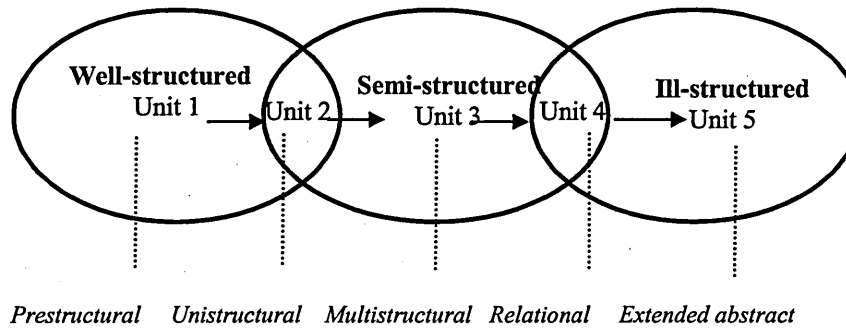 Well-structured Semi-structured Ill-structured
Unit 1 Unit 2 Unit 3 Unit 4 Unit 5
Prestructural Unistructural Multistructural Relational Extended abstract